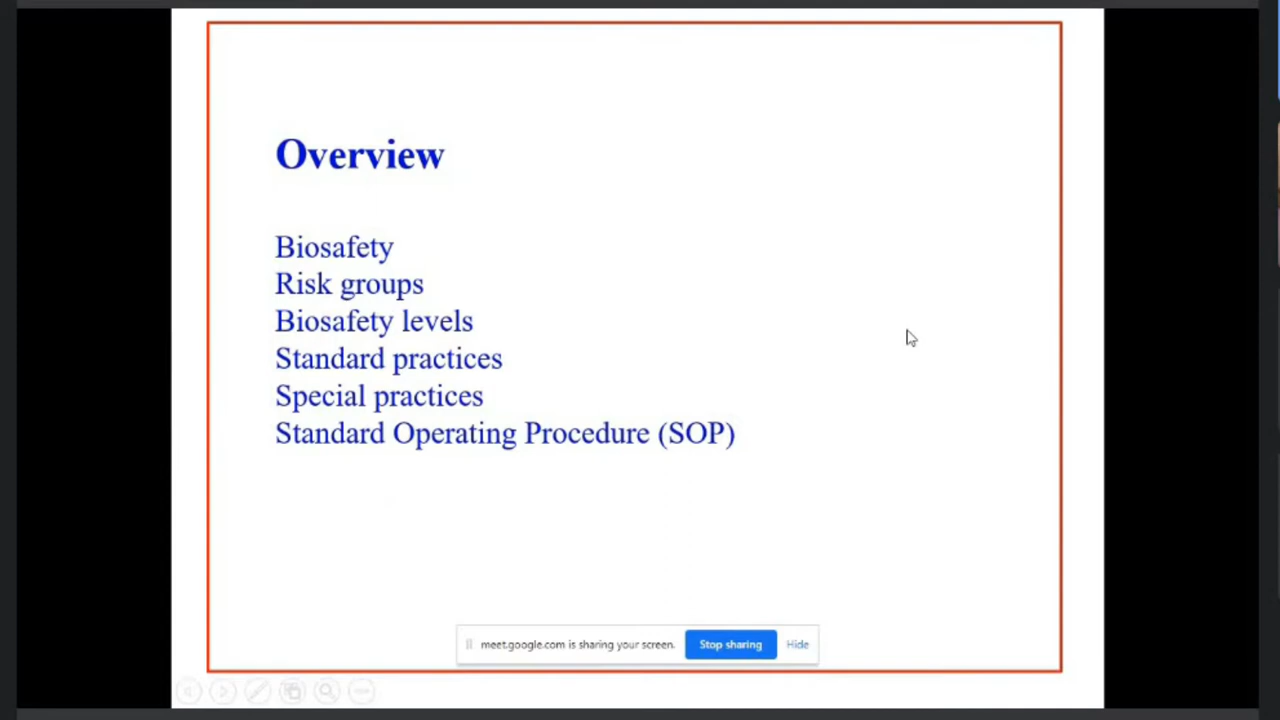 Overview
Biosafety
Risk groups
Biosafety levels
Standard practices
Special practices
Standard Operating Procedure (SOP)
meet.google.com is sharing your screen. Stop sharing Hide